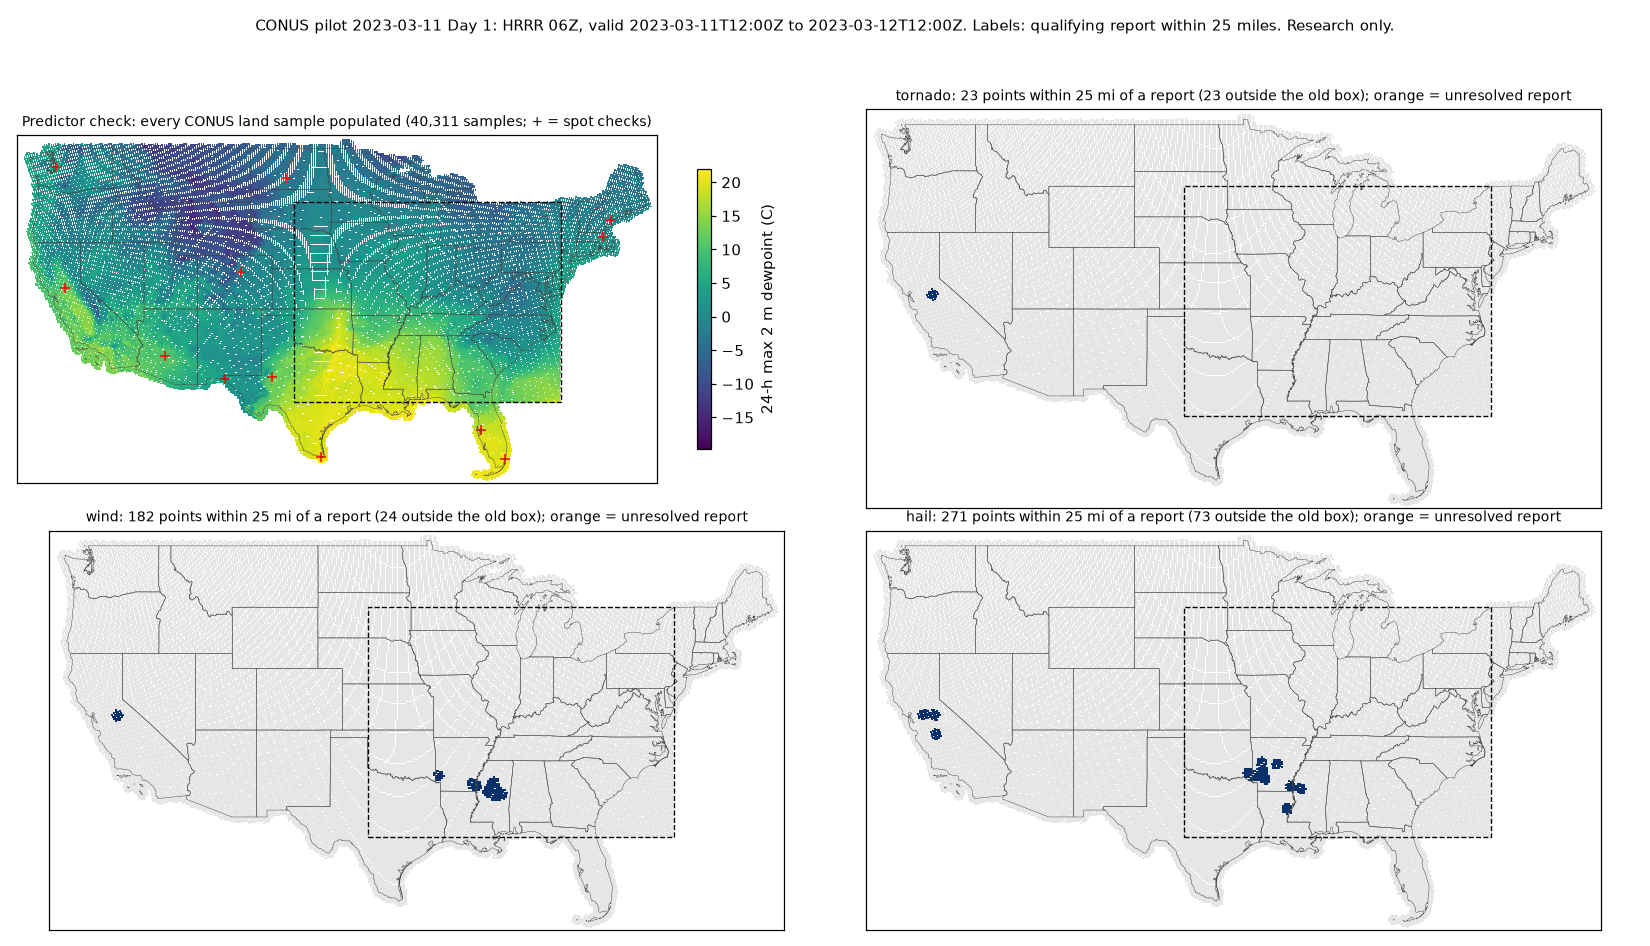 CONUS pilot 2023-03-11 Day 1: HRRR 06Z, valid 2023-03-11T12:00Z to 2023-03-12T12:00Z. Labels: qualifying report within 25 miles. Research only.
Predictor check: every CONUS land sample populated (40,311 samples; + = spot checks)
20
15
10
5
0
−5
−10
−15
24-h max 2 m dewpoint (C)
tornado: 23 points within 25 mi of a report (23 outside the old box); orange = unresolved report
wind: 182 points within 25 mi of a report (24 outside the old box); orange = unresolved report
hail: 271 points within 25 mi of a report (73 outside the old box); orange = unresolved report